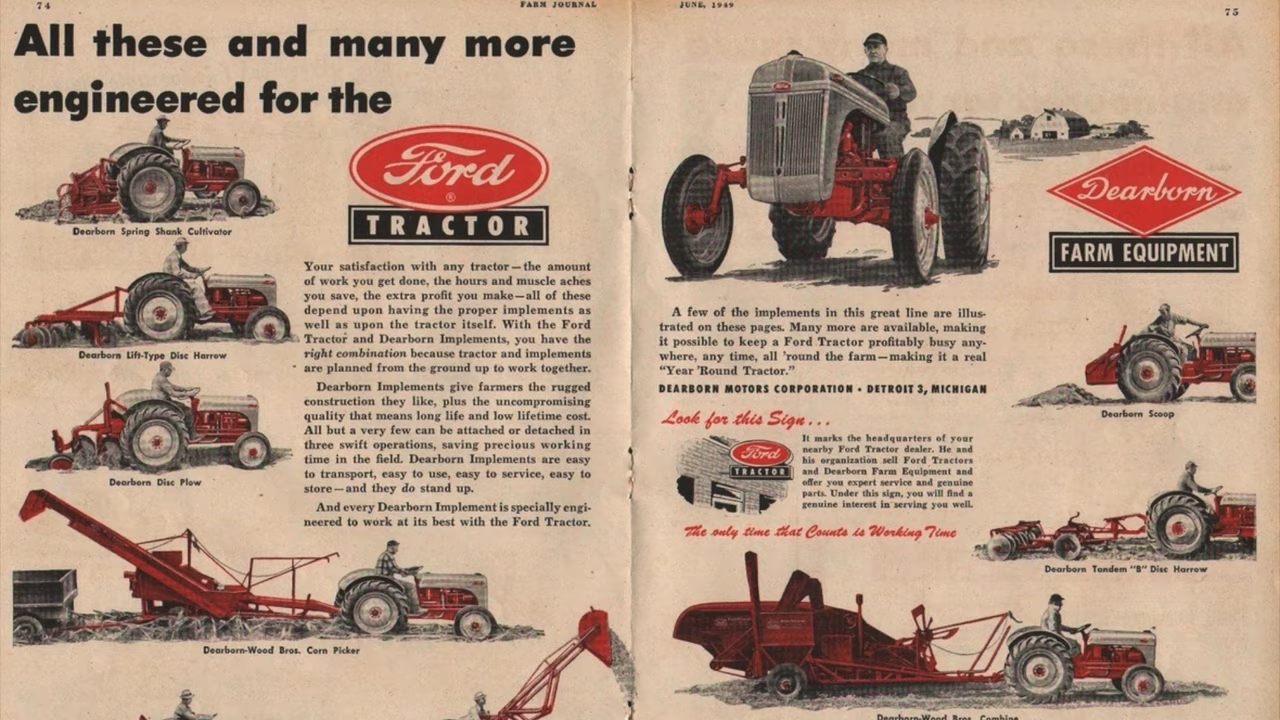 74
FARM JOURNAL
All these and many more
engineered for the
Ford
®
TRACTOR
Dearborn Spring Shank Cultivator
Dearborn Lift-Type Disc Harrow
Dearborn Disc Plow
Your satisfaction with any tractor—the amount
of work you get done, the hours and muscle aches
you save, the extra profit you make—all of these
depend upon having the proper implements as
well as upon the tractor itself. With the Ford
Tractor and Dearborn Implements, you have the
right combination because tractor and implements
are planned from the ground up to work together.
Dearborn Implements give farmers the rugged
construction they like, plus the uncompromising
quality that means long life and low lifetime cost.
All but a very few can be attached or detached in
three swift operations, saving precious working
time in the field. Dearborn Implements are easy
to transport, easy to use, easy to service, easy to
store—and they do stand up.
And every Dearborn Implement is specially engi-
neered to work at its best with the Ford Tractor.
Dearborn-Wood Bros. Corn Picker
JUNE, 1949
75
Ford
Dearborn
FARM EQUIPMENT
A few of the implements in this great line are illus-
trated on these pages. Many more are available, making
it possible to keep a Ford Tractor profitably busy any-
where, any time, all 'round the farm—making it a real
"Year 'Round Tractor."
DEARBORN MOTORS CORPORATION • DETROIT 3, MICHIGAN
Look for this Sign...
Ford
TRACTOR
It marks the headquarters of your
nearby Ford Tractor dealer. He and
his organization sell Ford Tractors
and Dearborn Farm Equipment and
offer you expert service and genuine
parts. Under this sign, you will find a
genuine interest in serving you well.
The only time that Counts is Working Time
Dearborn Scoop
Dearborn Tandem "B" Disc Harrow
Dearborn-Wood Bros. Combine